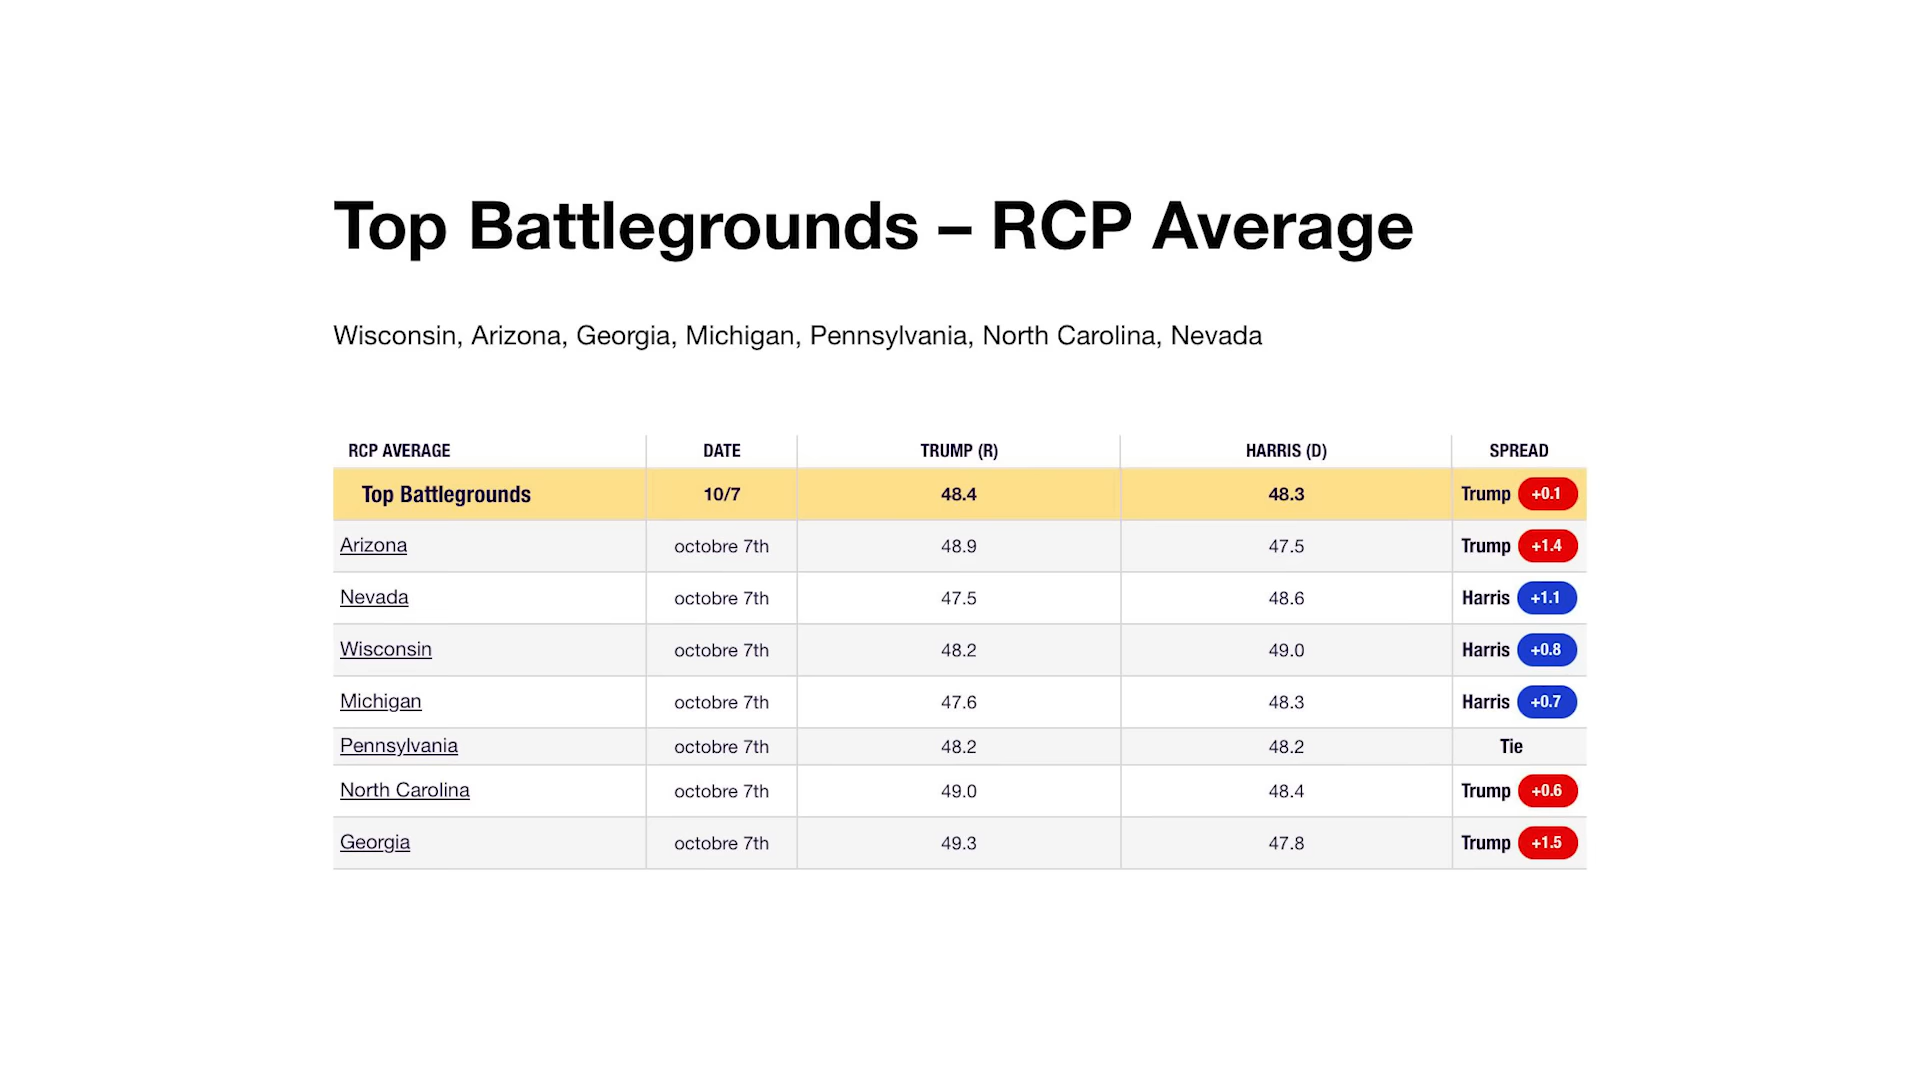 Top Battlegrounds – RCP Average
Wisconsin, Arizona, Georgia, Michigan, Pennsylvania, North Carolina, Nevada
RCP AVERAGE DATE TRUMP (R) HARRIS (D) SPREAD
Top Battlegrounds 10/7 48.4 48.3 Trump +0.1
Arizona octobre 7th 48.9 47.5 Trump +1.4
Nevada octobre 7th 47.5 48.6 Harris +1.1
Wisconsin octobre 7th 48.2 49.0 Harris +0.8
Michigan octobre 7th 47.6 48.3 Harris +0.7
Pennsylvania octobre 7th 48.2 48.2 Tie
North Carolina octobre 7th 49.0 48.4 Trump +0.6
Georgia octobre 7th 49.3 47.8 Trump +1.5